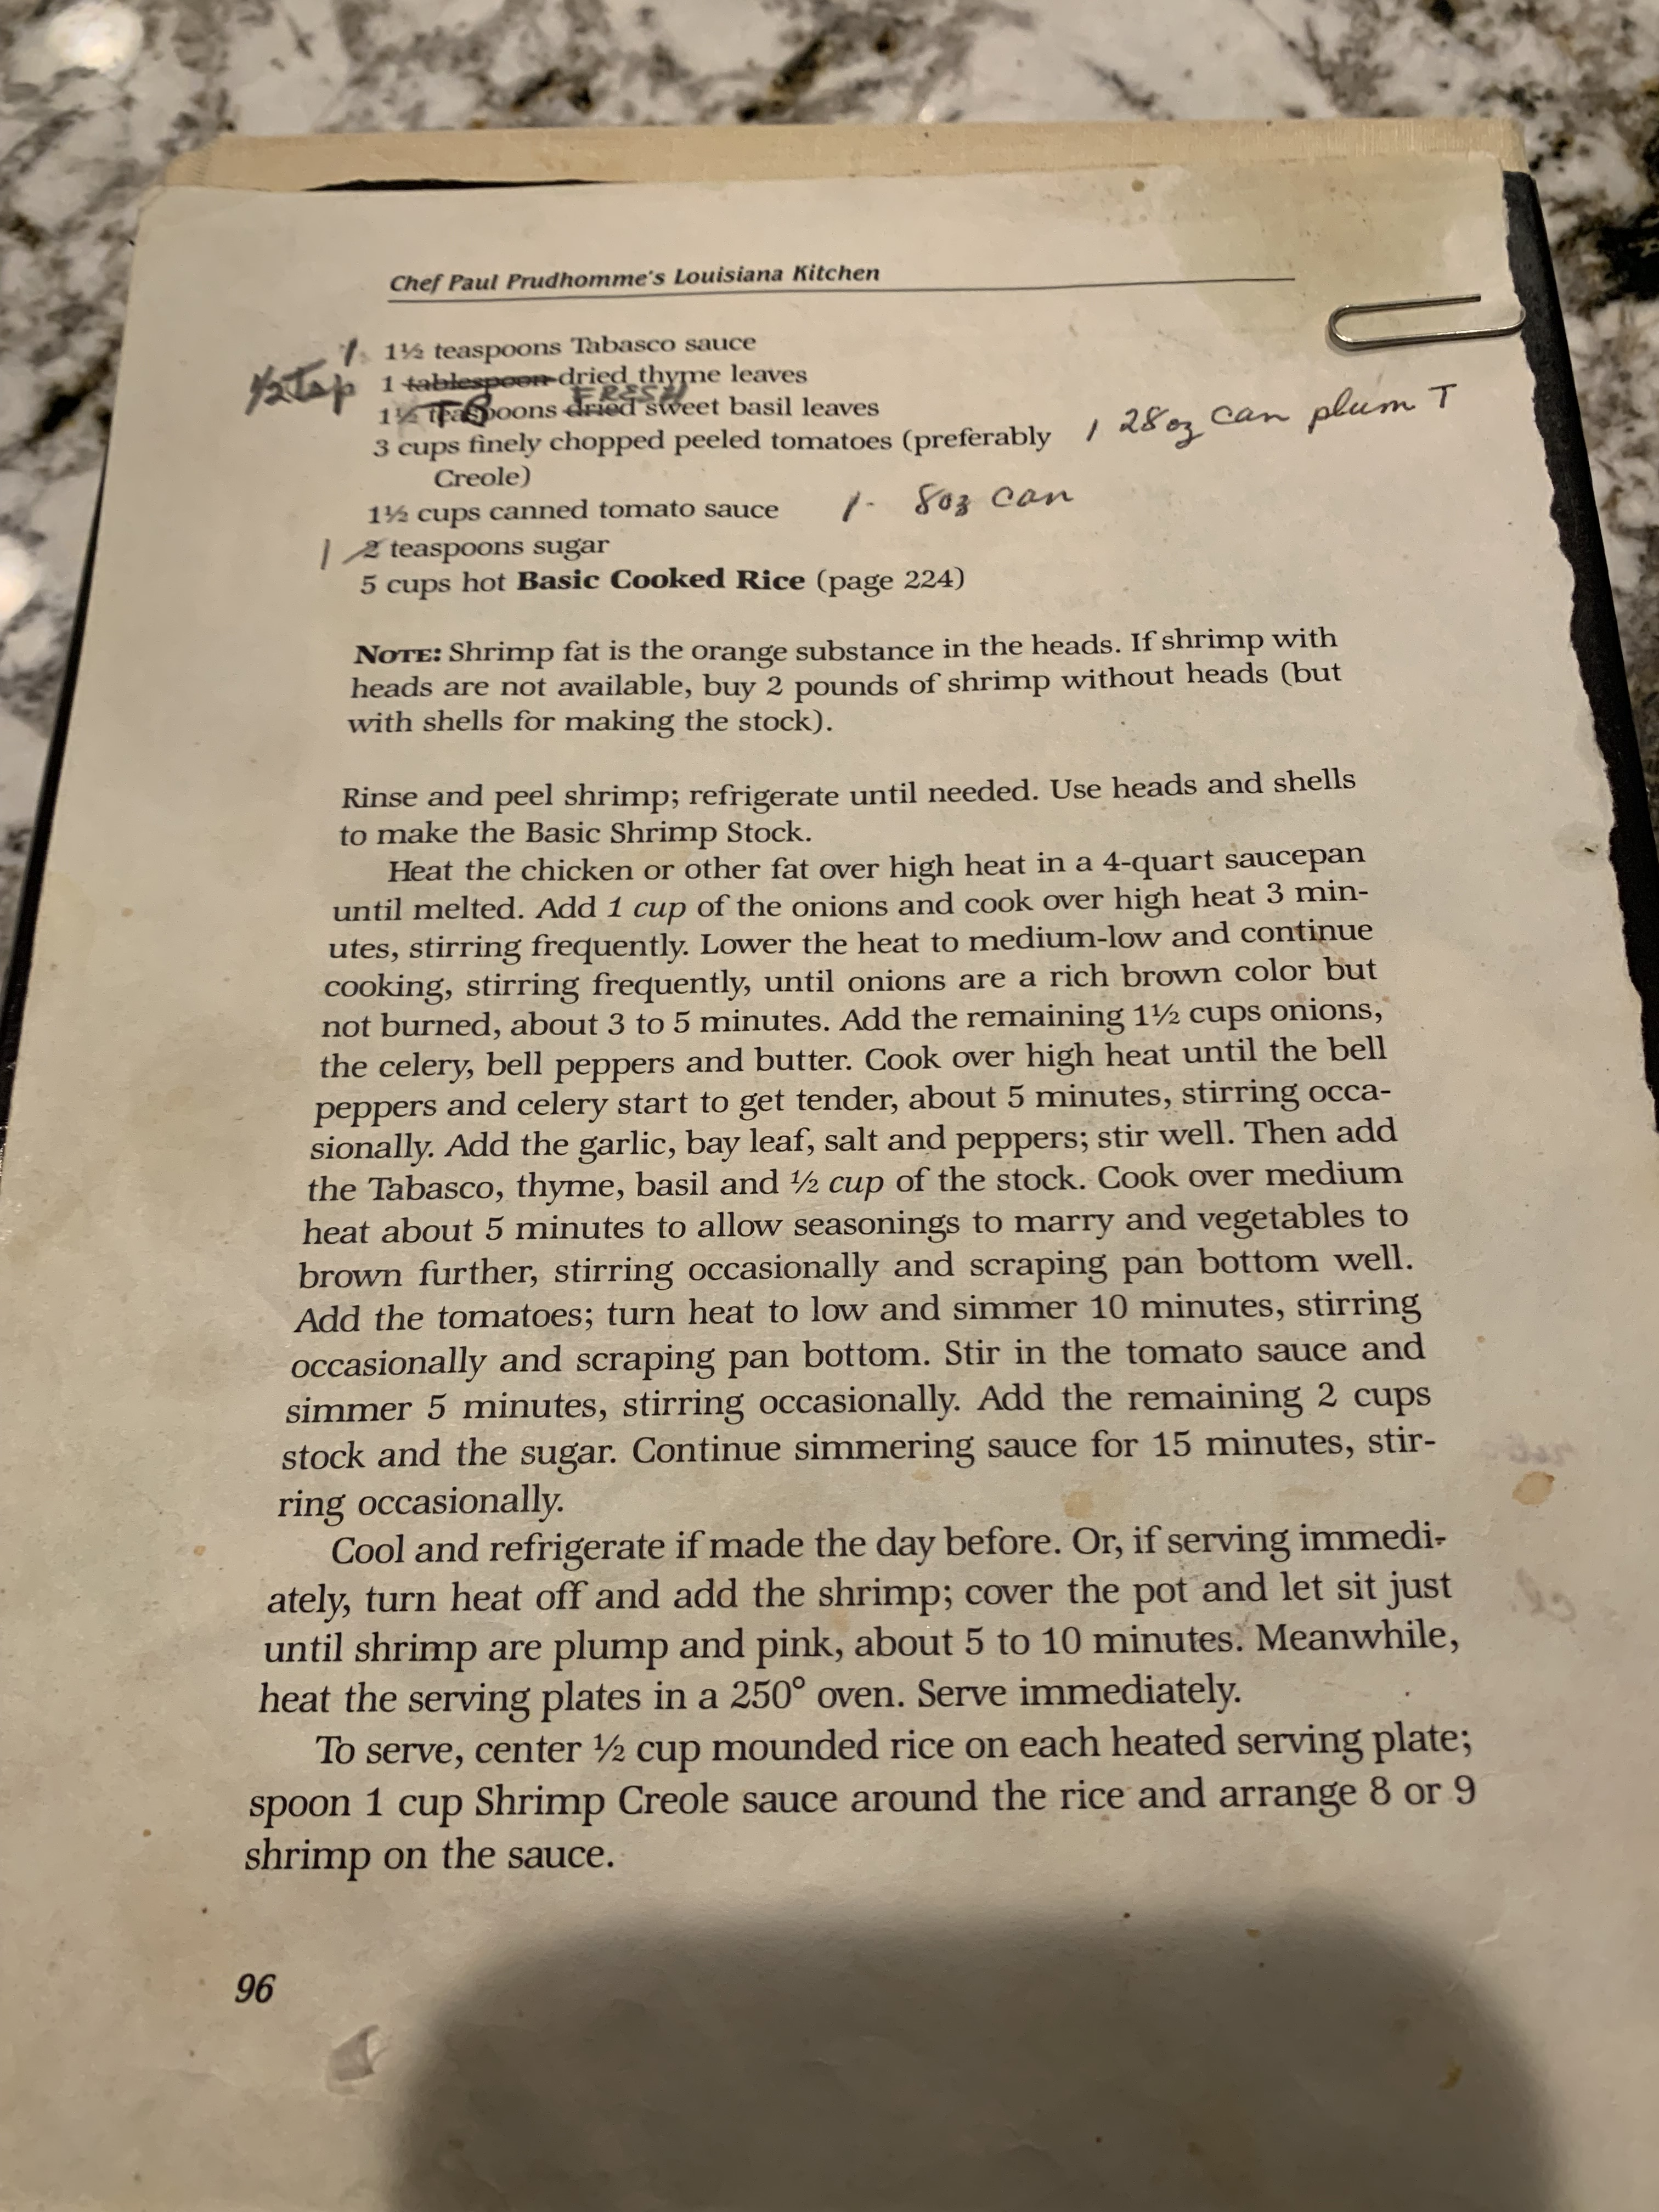 Chef Paul Prudhomme's Louisiana Kitchen
1 1½ teaspoons Tabasco sauce
½ Tsp 1 tablespoon dried thyme leaves
FRESH
1½ teaspoons dried sweet basil leaves
TB
3 cups finely chopped peeled tomatoes (preferably 1 28oz can plum T
Creole)
1½ cups canned tomato sauce 1- 8oz can
1 2 teaspoons sugar
5 cups hot Basic Cooked Rice (page 224)
NOTE: Shrimp fat is the orange substance in the heads. If shrimp with
heads are not available, buy 2 pounds of shrimp without heads (but
with shells for making the stock).
Rinse and peel shrimp; refrigerate until needed. Use heads and shells
to make the Basic Shrimp Stock.
Heat the chicken or other fat over high heat in a 4-quart saucepan
until melted. Add 1 cup of the onions and cook over high heat 3 min-
utes, stirring frequently. Lower the heat to medium-low and continue
cooking, stirring frequently, until onions are a rich brown color but
not burned, about 3 to 5 minutes. Add the remaining 1½ cups onions,
the celery, bell peppers and butter. Cook over high heat until the bell
peppers and celery start to get tender, about 5 minutes, stirring occa-
sionally. Add the garlic, bay leaf, salt and peppers; stir well. Then add
the Tabasco, thyme, basil and ½ cup of the stock. Cook over medium
heat about 5 minutes to allow seasonings to marry and vegetables to
brown further, stirring occasionally and scraping pan bottom well.
Add the tomatoes; turn heat to low and simmer 10 minutes, stirring
occasionally and scraping pan bottom. Stir in the tomato sauce and
simmer 5 minutes, stirring occasionally. Add the remaining 2 cups
stock and the sugar. Continue simmering sauce for 15 minutes, stir-
ring occasionally.
Cool and refrigerate if made the day before. Or, if serving immedi-
ately, turn heat off and add the shrimp; cover the pot and let sit just
until shrimp are plump and pink, about 5 to 10 minutes. Meanwhile,
heat the serving plates in a 250° oven. Serve immediately.
To serve, center ½ cup mounded rice on each heated serving plate;
spoon 1 cup Shrimp Creole sauce around the rice and arrange 8 or 9
shrimp on the sauce.
96